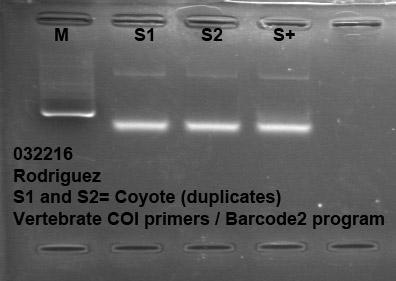 M S1 S2 S+
032216
Rodriguez
S1 and S2= Coyote (duplicates)
Vertebrate COI primers / Barcode2 program